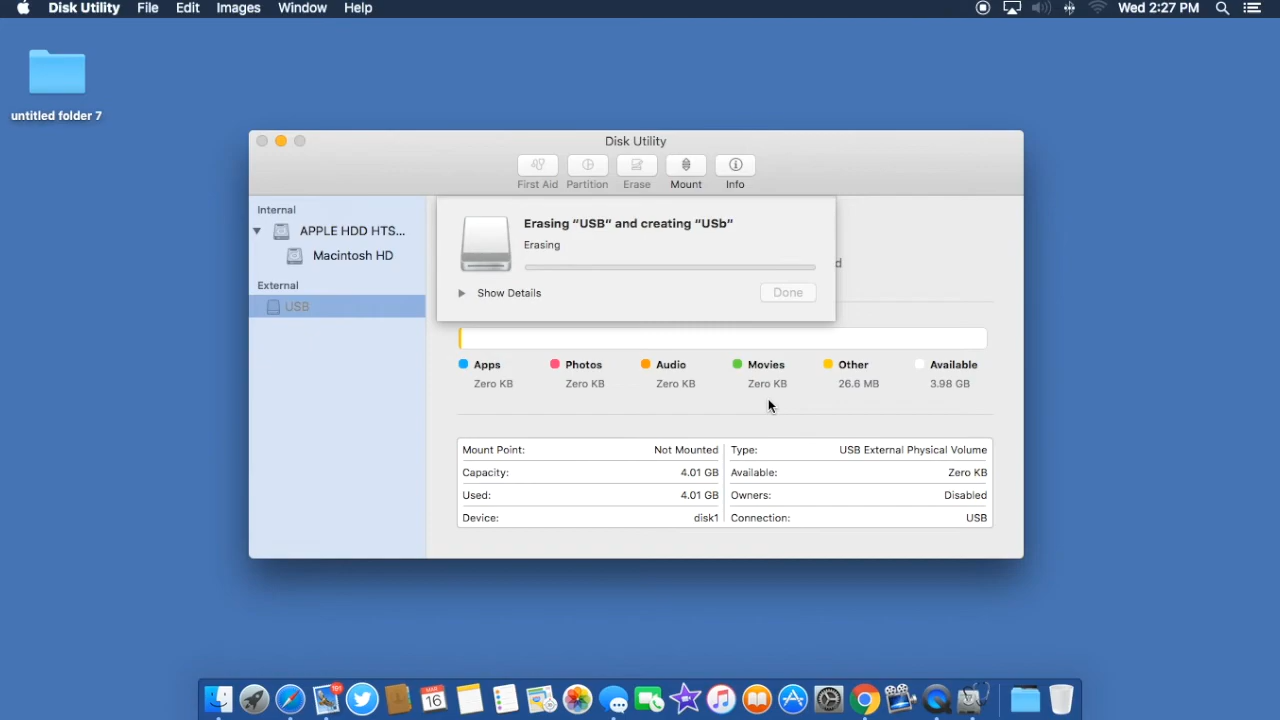 Disk Utility File Edit Images Window Help Wed 2:27 PM
untitled folder 7
Disk Utility
First Aid Partition Erase Mount Info
Internal
APPLE HDD HTS...
Macintosh HD
External
USB
Erasing “USB” and creating “USb”
Erasing
Show Details Done
d
Apps Photos Audio Movies Other Available
Zero KB Zero KB Zero KB Zero KB 26.6 MB 3.98 GB
Mount Point: Not Mounted Type: USB External Physical Volume
Capacity: 4.01 GB Available: Zero KB
Used: 4.01 GB Owners: Disabled
Device: disk1 Connection: USB
16